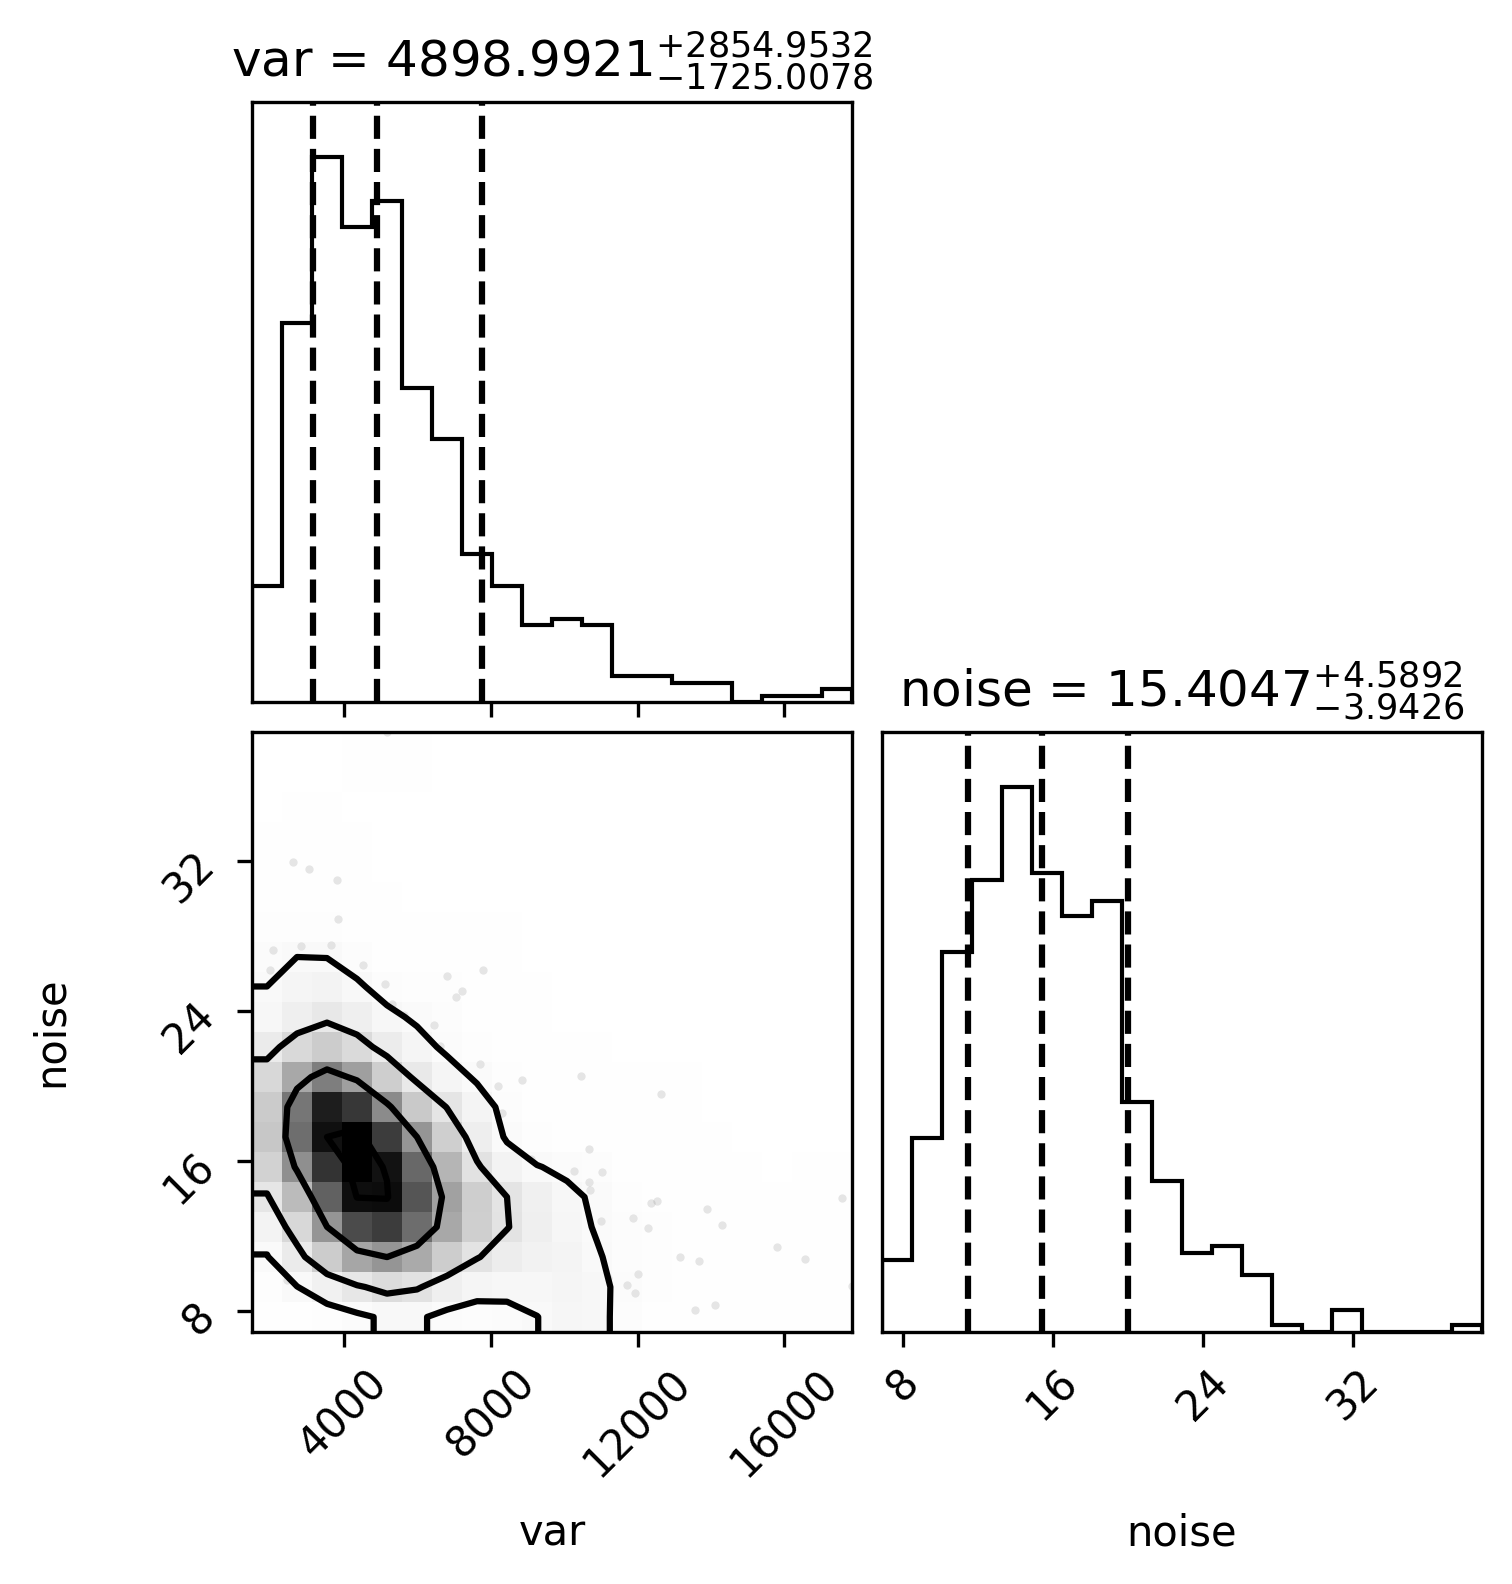 var = 4898.9921+2854.9532−1725.0078
noise = 15.4047+4.5892−3.9426
32
24
16
8
noise
4000 8000 12000 16000
8 16 24 32
var
noise